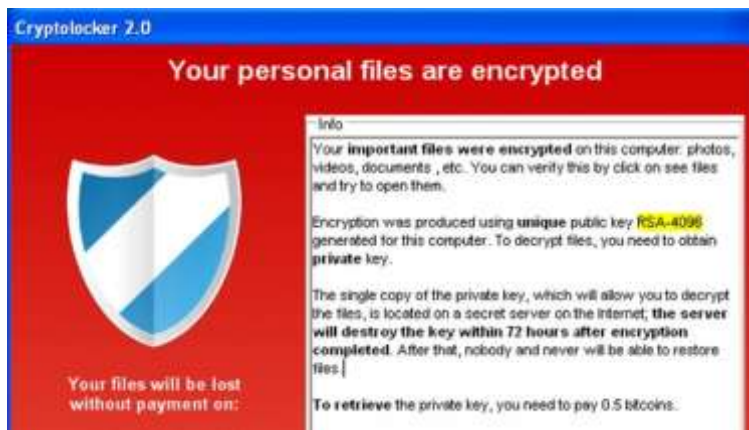 Cryptolocker 2.0
Your personal files are encrypted
Info
Your important files were encrypted on this computer: photos,
videos, documents , etc. You can verify this by click on see files
and try to open them.
Encryption was produced using unique public key RSA-4096
generated for this computer. To decrypt files, you need to obtain
private key.
The single copy of the private key, which will allow you to decrypt
the files, is located on a secret server on the Internet; the server
will destroy the key within 72 hours after encryption
completed. After that, nobody and never will be able to restore
files.
To retrieve the private key, you need to pay 0.5 bitcoins.
Your files will be lost
without payment on: